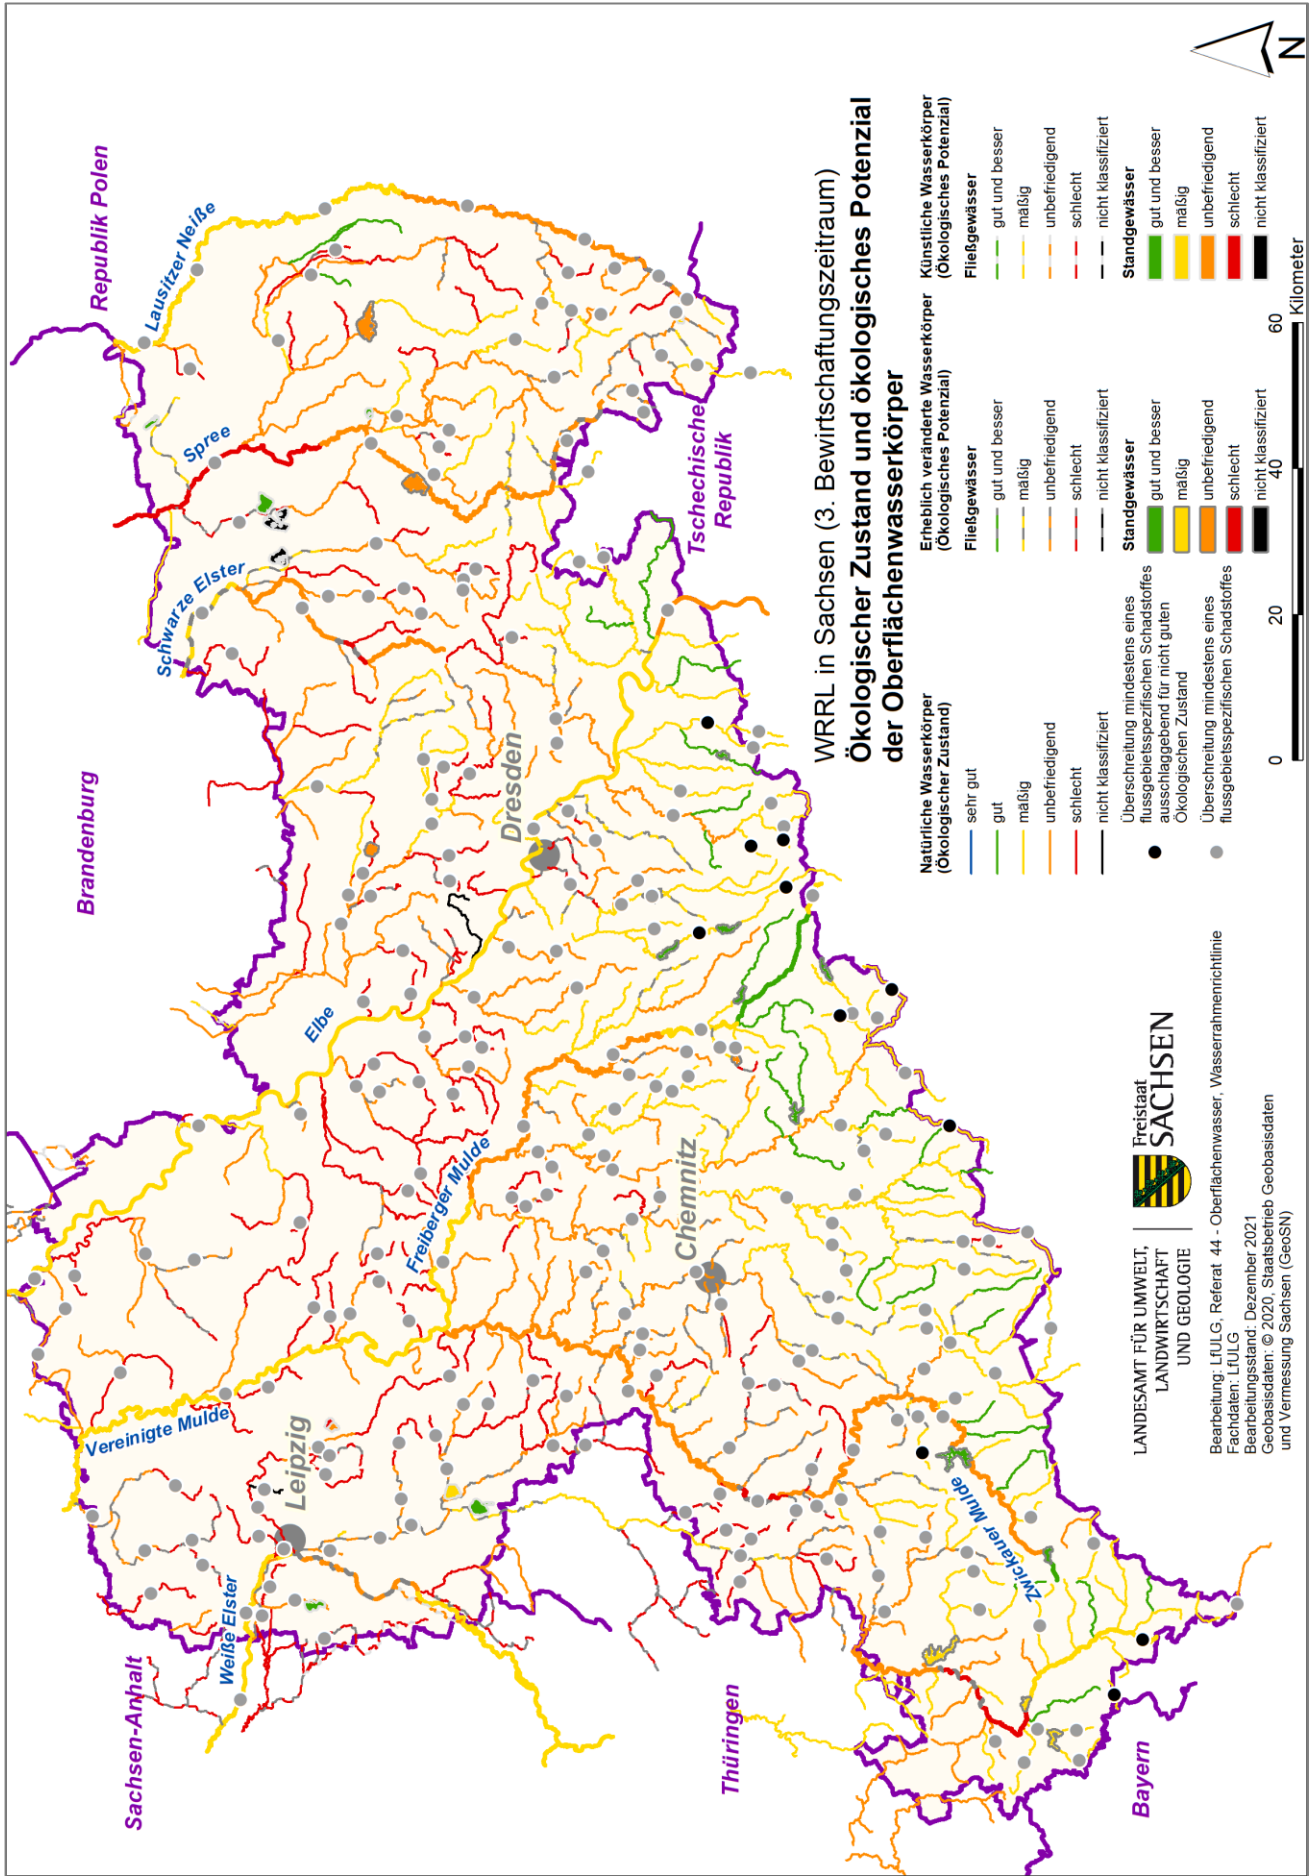 Republik Polen
Lausitzer Neiße
Spree
Schwarze Elster
Brandenburg
Elbe
Dresden
Tschechische
Republik
Freiberger Mulde
Chemnitz
Vereinigte Mulde
Leipzig
Weiße Elster
Sachsen-Anhalt
Zwickauer Mulde
Thüringen
Bayern
WRRL in Sachsen (3. Bewirtschaftungszeitraum)
Ökologischer Zustand und ökologisches Potenzial
der Oberflächenwasserkörper
Natürliche Wasserkörper
(Ökologischer Zustand)
sehr gut
gut
mäßig
unbefriedigend
schlecht
nicht klassifiziert
Überschreitung mindestens eines
flussgebietsspezifischen Schadstoffes
ausschlaggebend für nicht guten
Ökologischen Zustand
Überschreitung mindestens eines
flussgebietsspezifischen Schadstoffes
Erheblich veränderte Wasserkörper
(Ökologisches Potenzial)
Fließgewässer
gut und besser
mäßig
unbefriedigend
schlecht
nicht klassifiziert
Standgewässer
gut und besser
mäßig
unbefriedigend
schlecht
nicht klassifiziert
Künstliche Wasserkörper
(Ökologisches Potenzial)
Fließgewässer
gut und besser
mäßig
unbefriedigend
schlecht
nicht klassifiziert
Standgewässer
gut und besser
mäßig
unbefriedigend
schlecht
nicht klassifiziert
0 20 40 60
Kilometer
N
LANDESAMT FÜR UMWELT,
LANDWIRTSCHAFT
UND GEOLOGIE
Freistaat
SACHSEN
Bearbeitung: LfULG, Referat 44 - Oberflächenwasser, Wasserrahmenrichtlinie
Fachdaten: LfULG
Bearbeitungsstand: Dezember 2021
Geobasisdaten: © 2020, Staatsbetrieb Geobasisdaten
und Vermessung Sachsen (GeoSN)